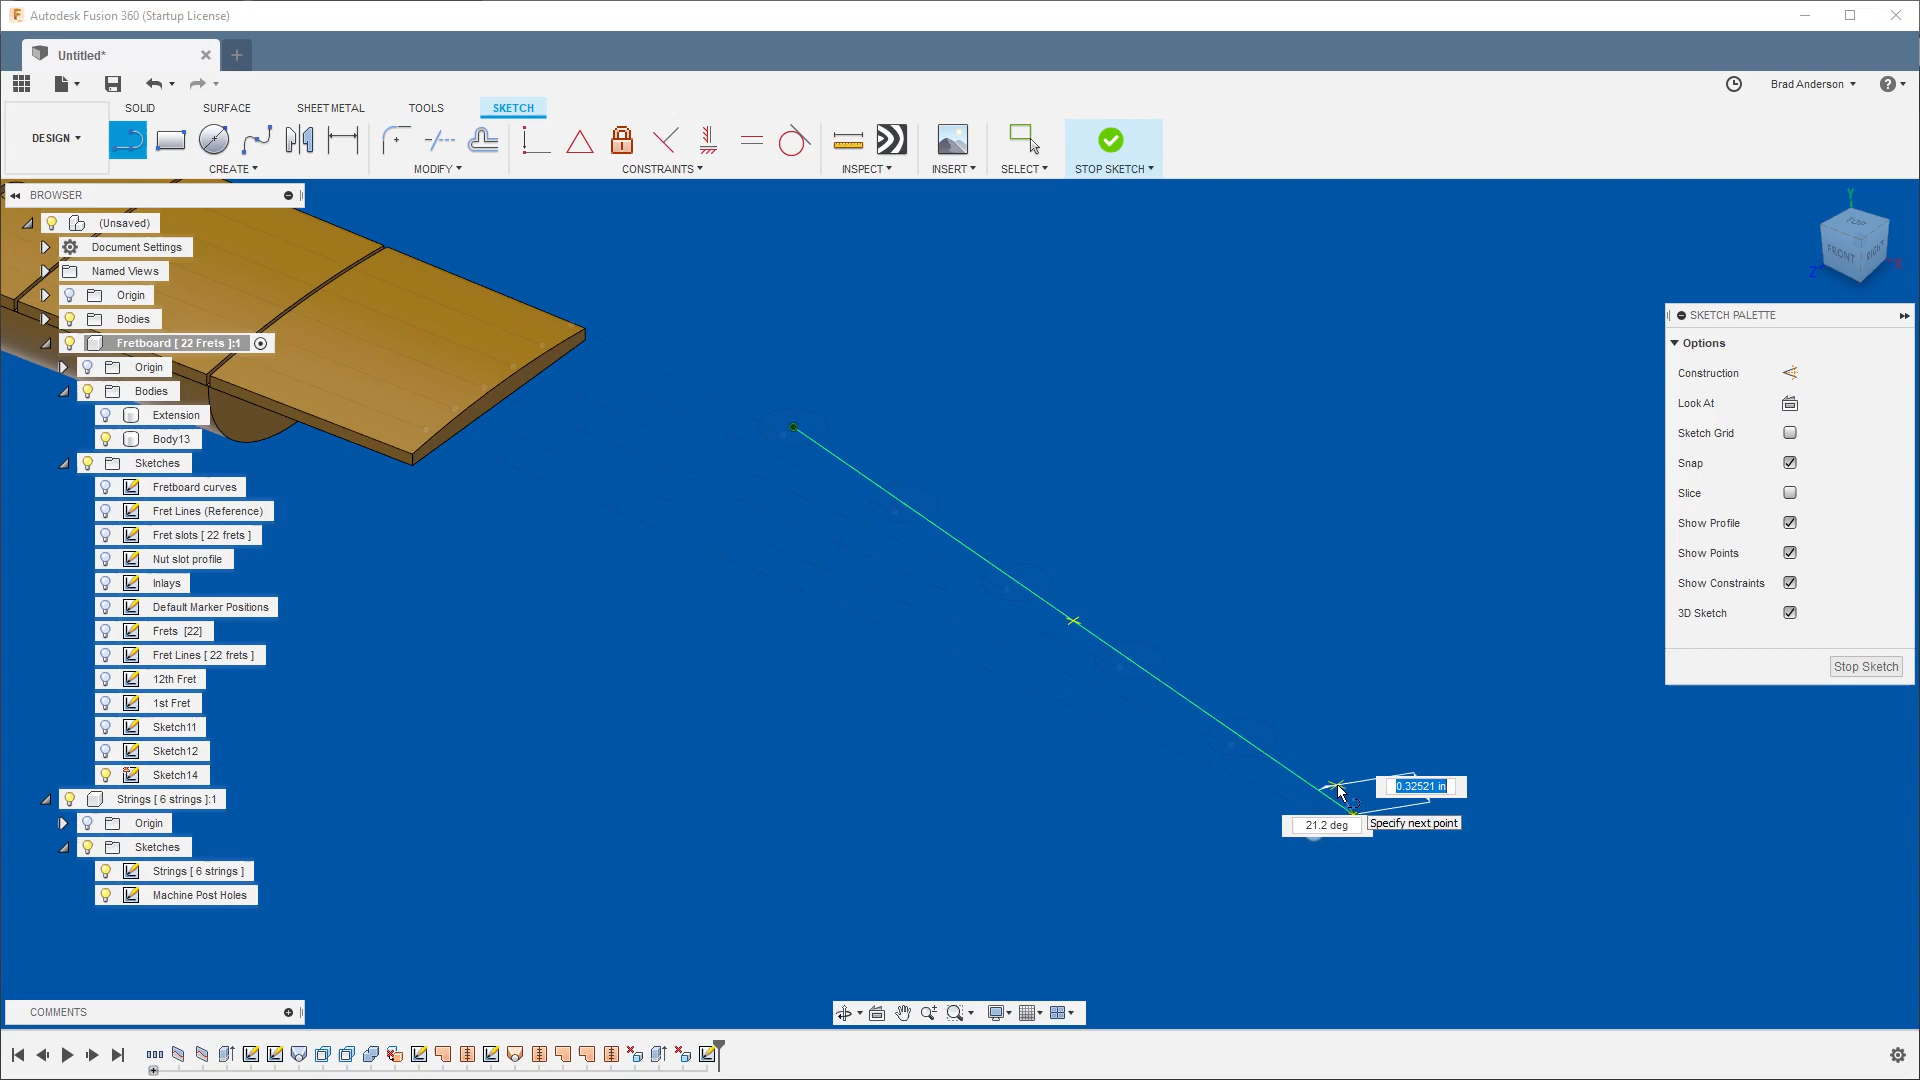 Autodesk Fusion 360 (Startup License)
Untitled*
Brad Anderson
SOLID SURFACE SHEET METAL TOOLS SKETCH
DESIGN
CREATE MODIFY CONSTRAINTS INSPECT INSERT SELECT STOP SKETCH
BROWSER
(Unsaved)
Document Settings
Named Views
Origin
Bodies
Fretboard [ 22 Frets ]:1
Origin
Bodies
Extension
Body13
Sketches
Fretboard curves
Fret Lines (Reference)
Fret slots [ 22 frets ]
Nut slot profile
Inlays
Default Marker Positions
Frets [22]
Fret Lines [ 22 frets ]
12th Fret
1st Fret
Sketch11
Sketch12
Sketch14
Strings [ 6 strings ]:1
Origin
Sketches
Strings [ 6 strings ]
Machine Post Holes
COMMENTS
0.32521 in
21.2 deg
Specify next point
Y
TOP
FRONT
RIGHT
Z
X
SKETCH PALETTE
Options
Construction
Look At
Sketch Grid
Snap
Slice
Show Profile
Show Points
Show Constraints
3D Sketch
Stop Sketch